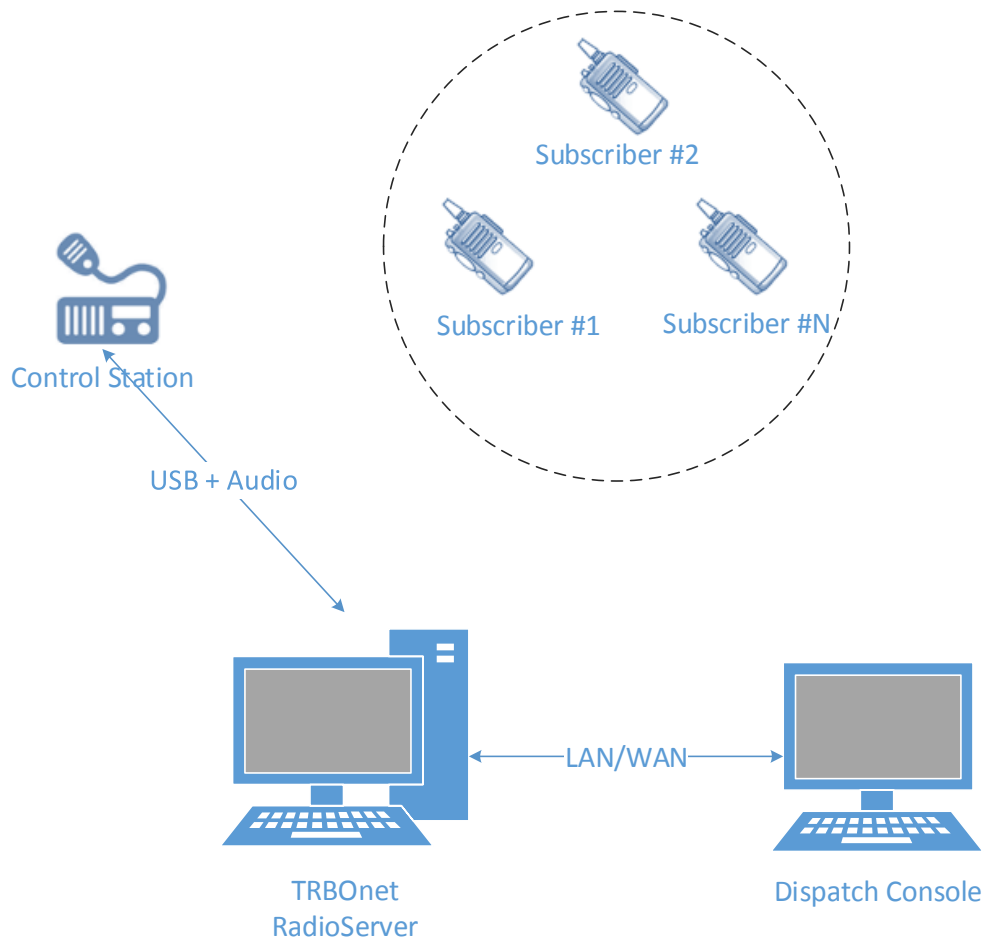 Subscriber #2
Subscriber #1
Subscriber #N
Control Station
USB + Audio
LAN/WAN
TRBOnet
RadioServer
Dispatch Console